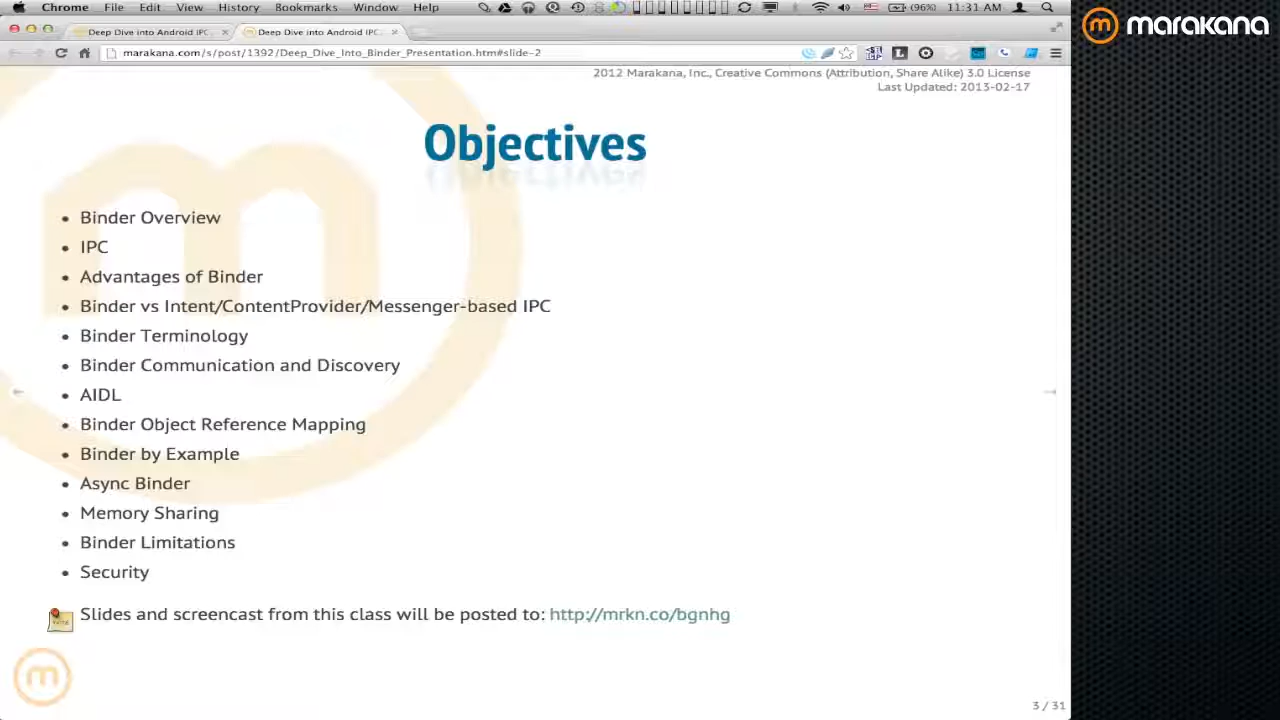 Chrome File Edit View History Bookmarks Window Help (96%) 11:31 AM
marakana
Deep Dive into Android IPC Deep Dive into Android IPC
marakana.com/s/post/1392/Deep_Dive_Into_Binder_Presentation.htm#slide-2
2012 Marakana, Inc., Creative Commons (Attribution, Share Alike) 3.0 License
Last Updated: 2013-02-17
Objectives
• Binder Overview
• IPC
• Advantages of Binder
• Binder vs Intent/ContentProvider/Messenger-based IPC
• Binder Terminology
• Binder Communication and Discovery
• AIDL
• Binder Object Reference Mapping
• Binder by Example
• Async Binder
• Memory Sharing
• Binder Limitations
• Security
Slides and screencast from this class will be posted to: http://mrkn.co/bgnhg
3 / 31